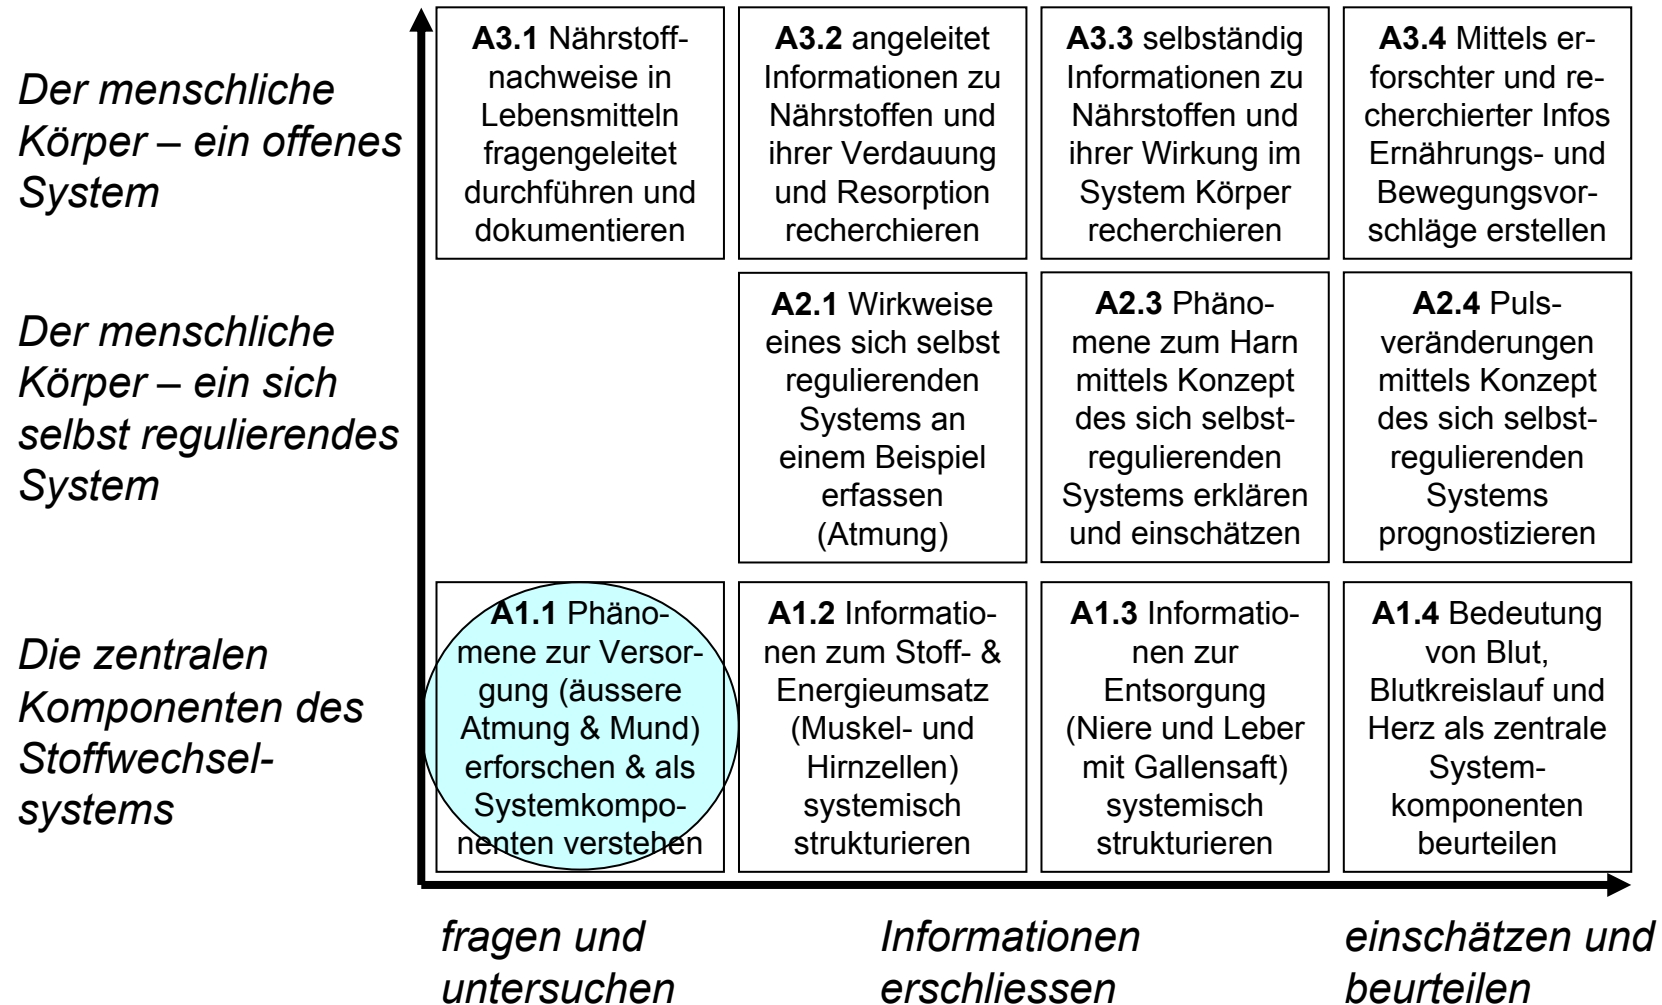 Der menschliche
Körper – ein offenes
System
A3.1 Nährstoff-
nachweise in
Lebensmitteln
fragengeleitet
durchführen und
dokumentieren
A3.2 angeleitet
Informationen zu
Nährstoffen und
ihrer Verdauung
und Resorption
recherchieren
A3.3 selbständig
Informationen zu
Nährstoffen und
ihrer Wirkung im
System Körper
recherchieren
A3.4 Mittels er-
forschter und re-
cherchierter Infos
Ernährungs- und
Bewegungsvor-
schläge erstellen
Der menschliche
Körper – ein sich
selbst regulierendes
System
A2.1 Wirkweise
eines sich selbst
regulierenden
Systems an
einem Beispiel
erfassen
(Atmung)
A2.3 Phäno-
mene zum Harn
mittels Konzept
des sich selbst-
regulierenden
Systems erklären
und einschätzen
A2.4 Puls-
veränderungen
mittels Konzept
des sich selbst-
regulierenden
Systems
prognostizieren
Die zentralen
Komponenten des
Stoffwechsel-
systems
A1.1 Phäno-
mene zur Versor-
gung (äussere
Atmung & Mund)
erforschen & als
Systemkompo-
nenten verstehen
A1.2 Informatio-
nen zum Stoff- &
Energieumsatz
(Muskel- und
Hirnzellen)
systemisch
strukturieren
A1.3 Informatio-
nen zur
Entsorgung
(Niere und Leber
mit Gallensaft)
systemisch
strukturieren
A1.4 Bedeutung
von Blut,
Blutkreislauf und
Herz als zentrale
System-
komponenten
beurteilen
fragen und
untersuchen
Informationen
erschliessen
einschätzen und
beurteilen